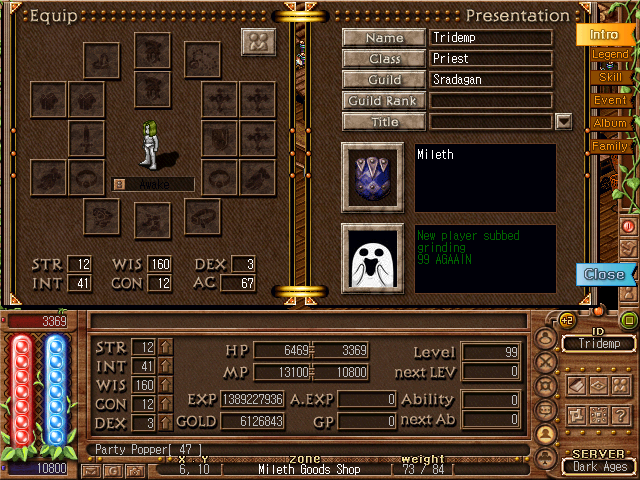 Equip
Presentation
Name Tridemp
Class Priest
Guild Sradagan
Guild Rank
Title
Intro
Legend
Skill
Event
Album
Family
Close
Mileth
New player subbed
grinding
99 AGAAIN
Awake
STR 12 WIS 160 DEX 3
INT 41 CON 12 AC 67
3369
10800
STR 12
INT 41
WIS 160
CON 12
DEX 3
HP 6469 3369
MP 13100 10800
EXP 1389227936 A.EXP 0
GOLD 6126843 GP 0
Level 99
next LEV 0
Ability 0
next Ab 0
Party Popper[ 47 ]
X Y zone weight
6, 10 [ Mileth Goods Shop ] 73 / 84 [
+2
ID
Tridemp
SERVER
Dark Ages